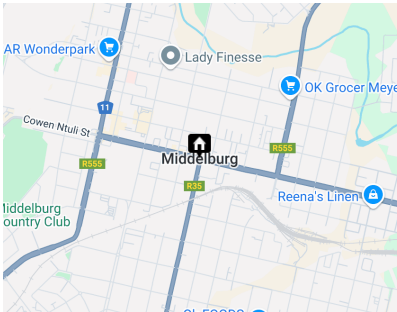 AR Wonderpark
Lady Finesse
OK Grocer Meye
11
Cowen Ntuli St
R555
Middelburg
R555
R35
Reena's Linen
Middelburg
Country Club